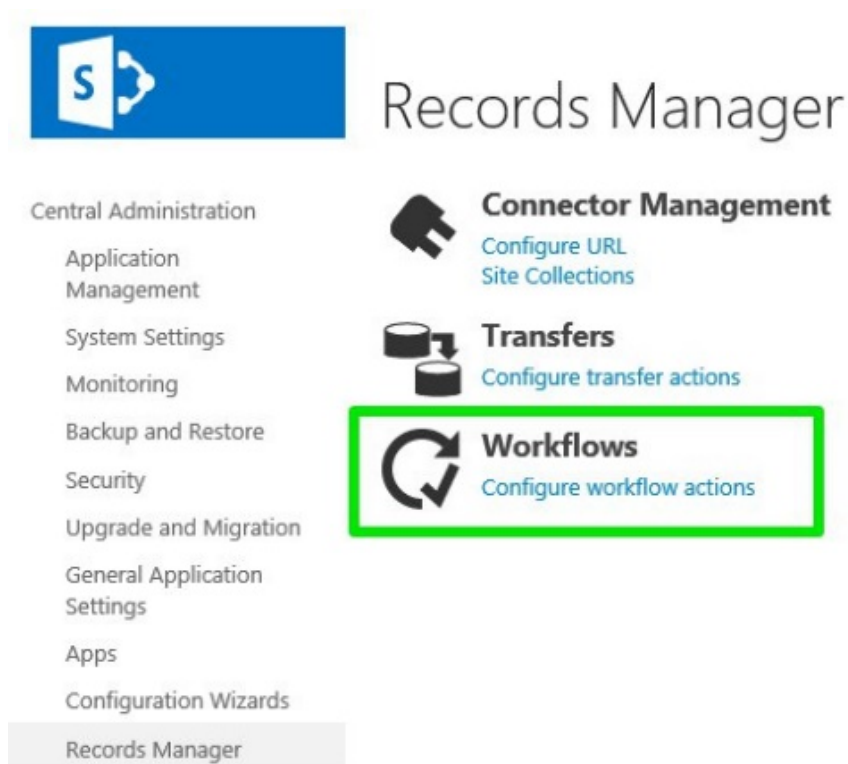 S
Records Manager
Central Administration
Application
Management
System Settings
Monitoring
Backup and Restore
Security
Upgrade and Migration
General Application
Settings
Apps
Configuration Wizards
Records Manager
Connector Management
Configure URL
Site Collections
Transfers
Configure transfer actions
Workflows
Configure workflow actions